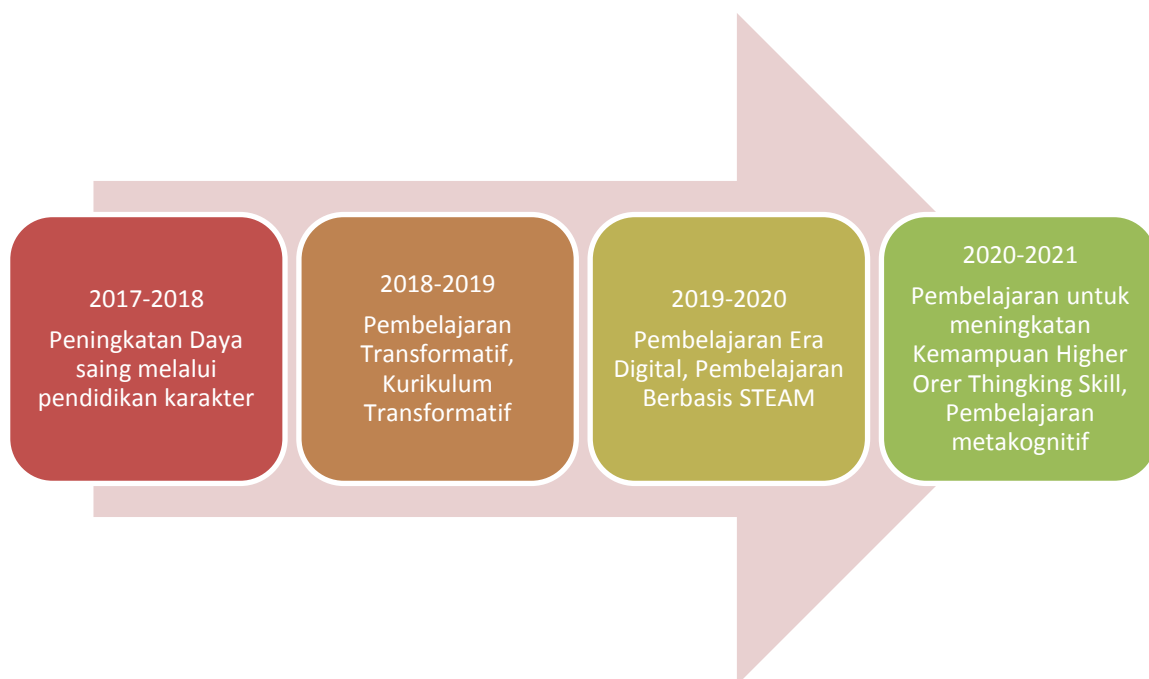 2017-2018
Peningkatan Daya
saing melalui
pendidikan karakter
2018-2019
Pembelajaran
Transformatif,
Kurikulum
Transformatif
2019-2020
Pembelajaran Era
Digital, Pembelajaran
Berbasis STEAM
2020-2021
Pembelajaran untuk
meningkatan
Kemampuan Higher
Orer Thingking Skill,
Pembelajaran
metakognitif